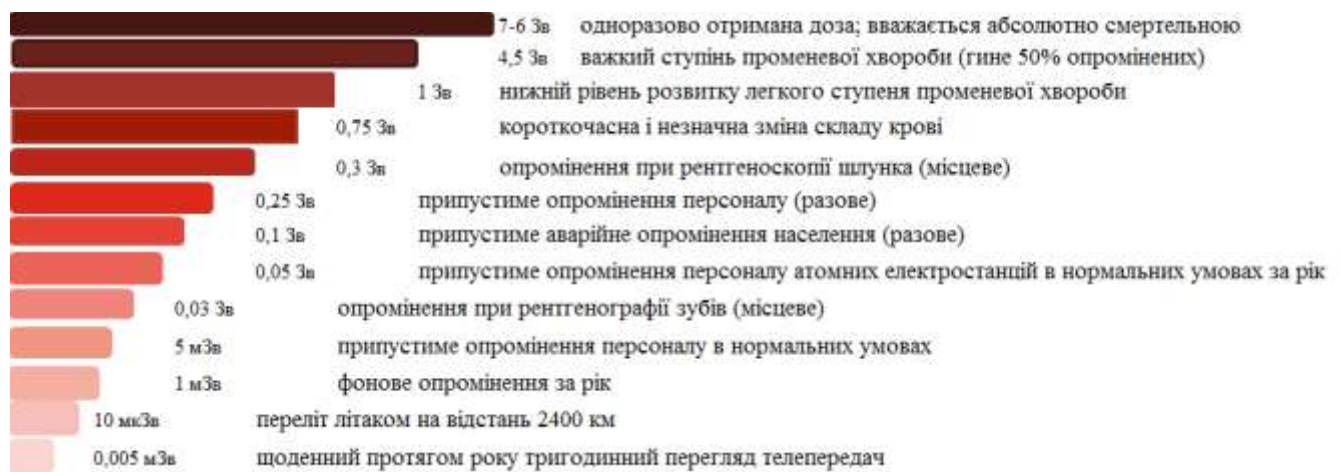 7-6 Зв одноразово отримана доза; вважається абсолютно смертельною
4,5 Зв важкий ступінь променевої хвороби (гине 50% опромінених)
1 Зв нижній рівень розвитку легкого ступеня променевої хвороби
0,75 Зв короткочасна і незначна зміна складу крові
0,3 Зв опромінення при рентгеноскопії шлунка (місцеве)
0,25 Зв припустиме опромінення персоналу (разове)
0,1 Зв припустиме аварійне опромінення населення (разове)
0,05 Зв припустиме опромінення персоналу атомних електростанцій в нормальних умовах за рік
0,03 Зв опромінення при рентгенографії зубів (місцеве)
5 мЗв припустиме опромінення персоналу в нормальних умовах
1 мЗв фонове опромінення за рік
10 мкЗв переліт літаком на відстань 2400 км
0,005 мЗв щоденний протягом року тригодинний перегляд телепередач